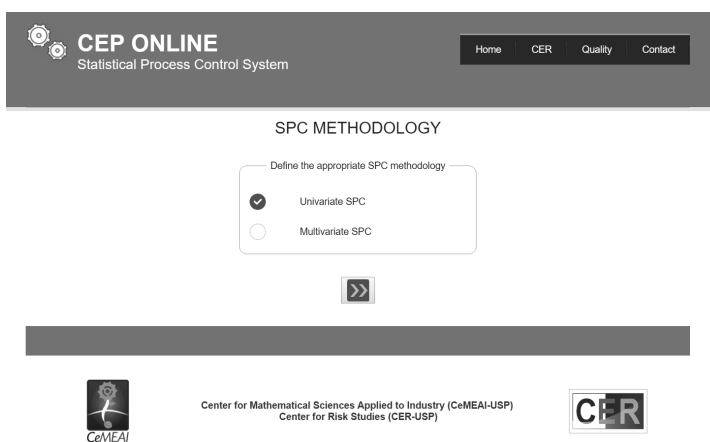 CEP ONLINE
Statistical Process Control System
Home CER Quality Contact
SPC METHODOLOGY
Define the appropriate SPC methodology
Univariate SPC
Multivariate SPC
Center for Mathematical Sciences Applied to Industry (CeMEAI-USP)
Center for Risk Studies (CER-USP)
CeMEAI
CER